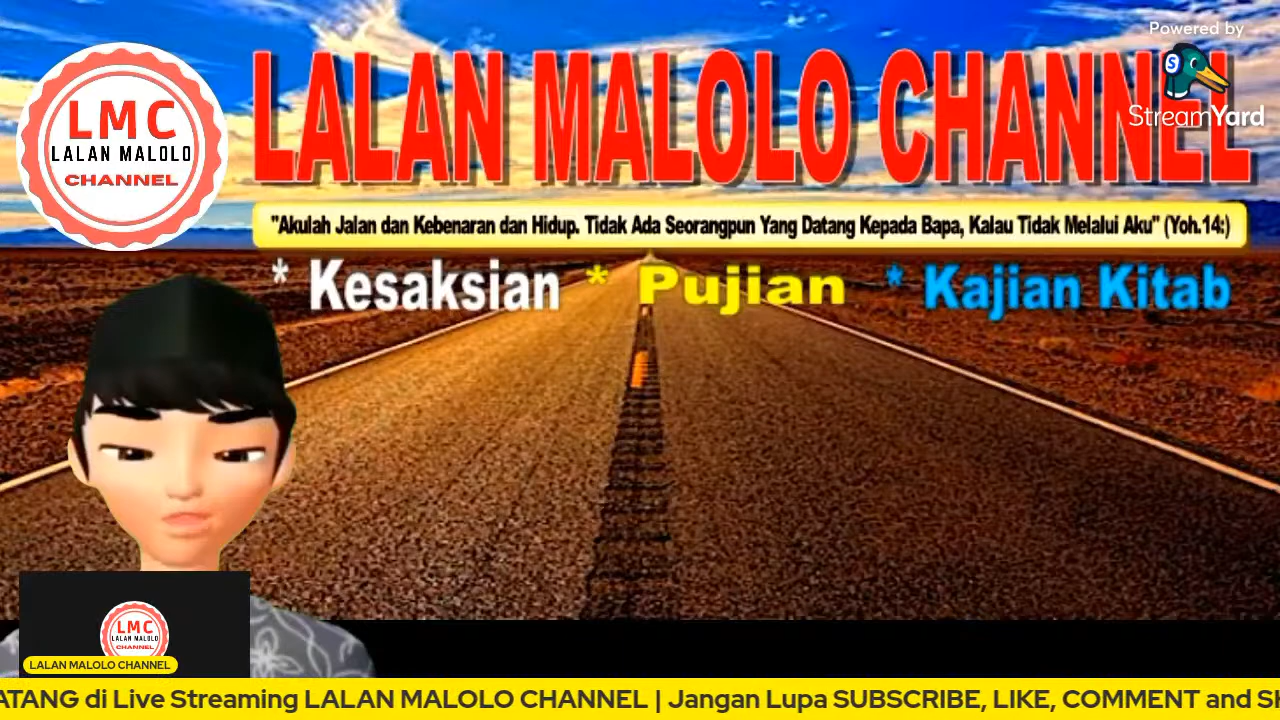 Powered by
StreamYard
LMC
LALAN MALOLO
CHANNEL
LALAN MALOLO CHANNEL
"Akulah Jalan dan Kebenaran dan Hidup. Tidak Ada Seorangpun Yang Datang Kepada Bapa, Kalau Tidak Melalui Aku" (Yoh.14:)
* Kesaksian * Pujian * Kajian Kitab
LMC
LALAN MALOLO
CHANNEL
LALAN MALOLO CHANNEL
ATANG di Live Streaming LALAN MALOLO CHANNEL | Jangan Lupa SUBSCRIBE, LIKE, COMMENT and S